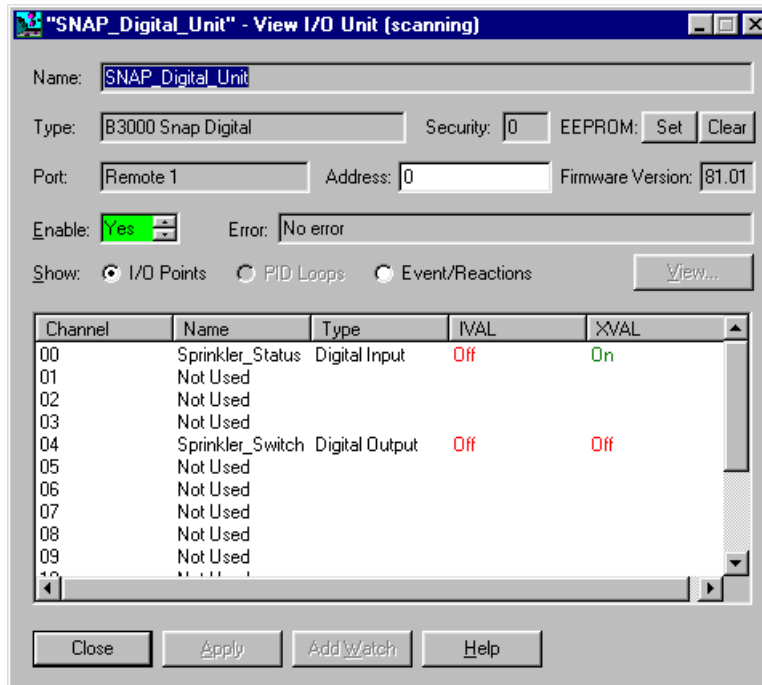 "SNAP_Digital_Unit" - View I/O Unit (scanning)
Name: SNAP_Digital_Unit
Type: B3000 Snap Digital Security: 0 EEPROM: Set Clear
Port: Remote 1 Address: 0 Firmware Version: 81.01
Enable: Yes Error: No error
Show: I/O Points PID Loops Event/Reactions View...
Channel Name Type IVAL XVAL
00 Sprinkler_Status Digital Input Off On
01 Not Used
02 Not Used
03 Not Used
04 Sprinkler_Switch Digital Output Off Off
05 Not Used
06 Not Used
07 Not Used
08 Not Used
09 Not Used
Close Apply Add Watch Help